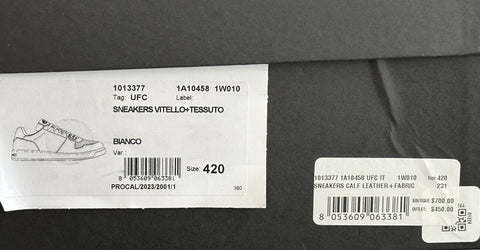 1013377 1A10458 1W010
Tag: UFC Label:
SNEAKERS VITELLO+TESSUTO
BIANCO
Var.:
Size: 420
8 053609 063381
PROCAL/2023/2001/1
380
1013377 1A10458 UFC IT 1W010 420
SNEAKERS CALF LEATHER+FABRIC 231
BOUTIQUE: $700.00
OUTLET: $450.00
8 053609 063381